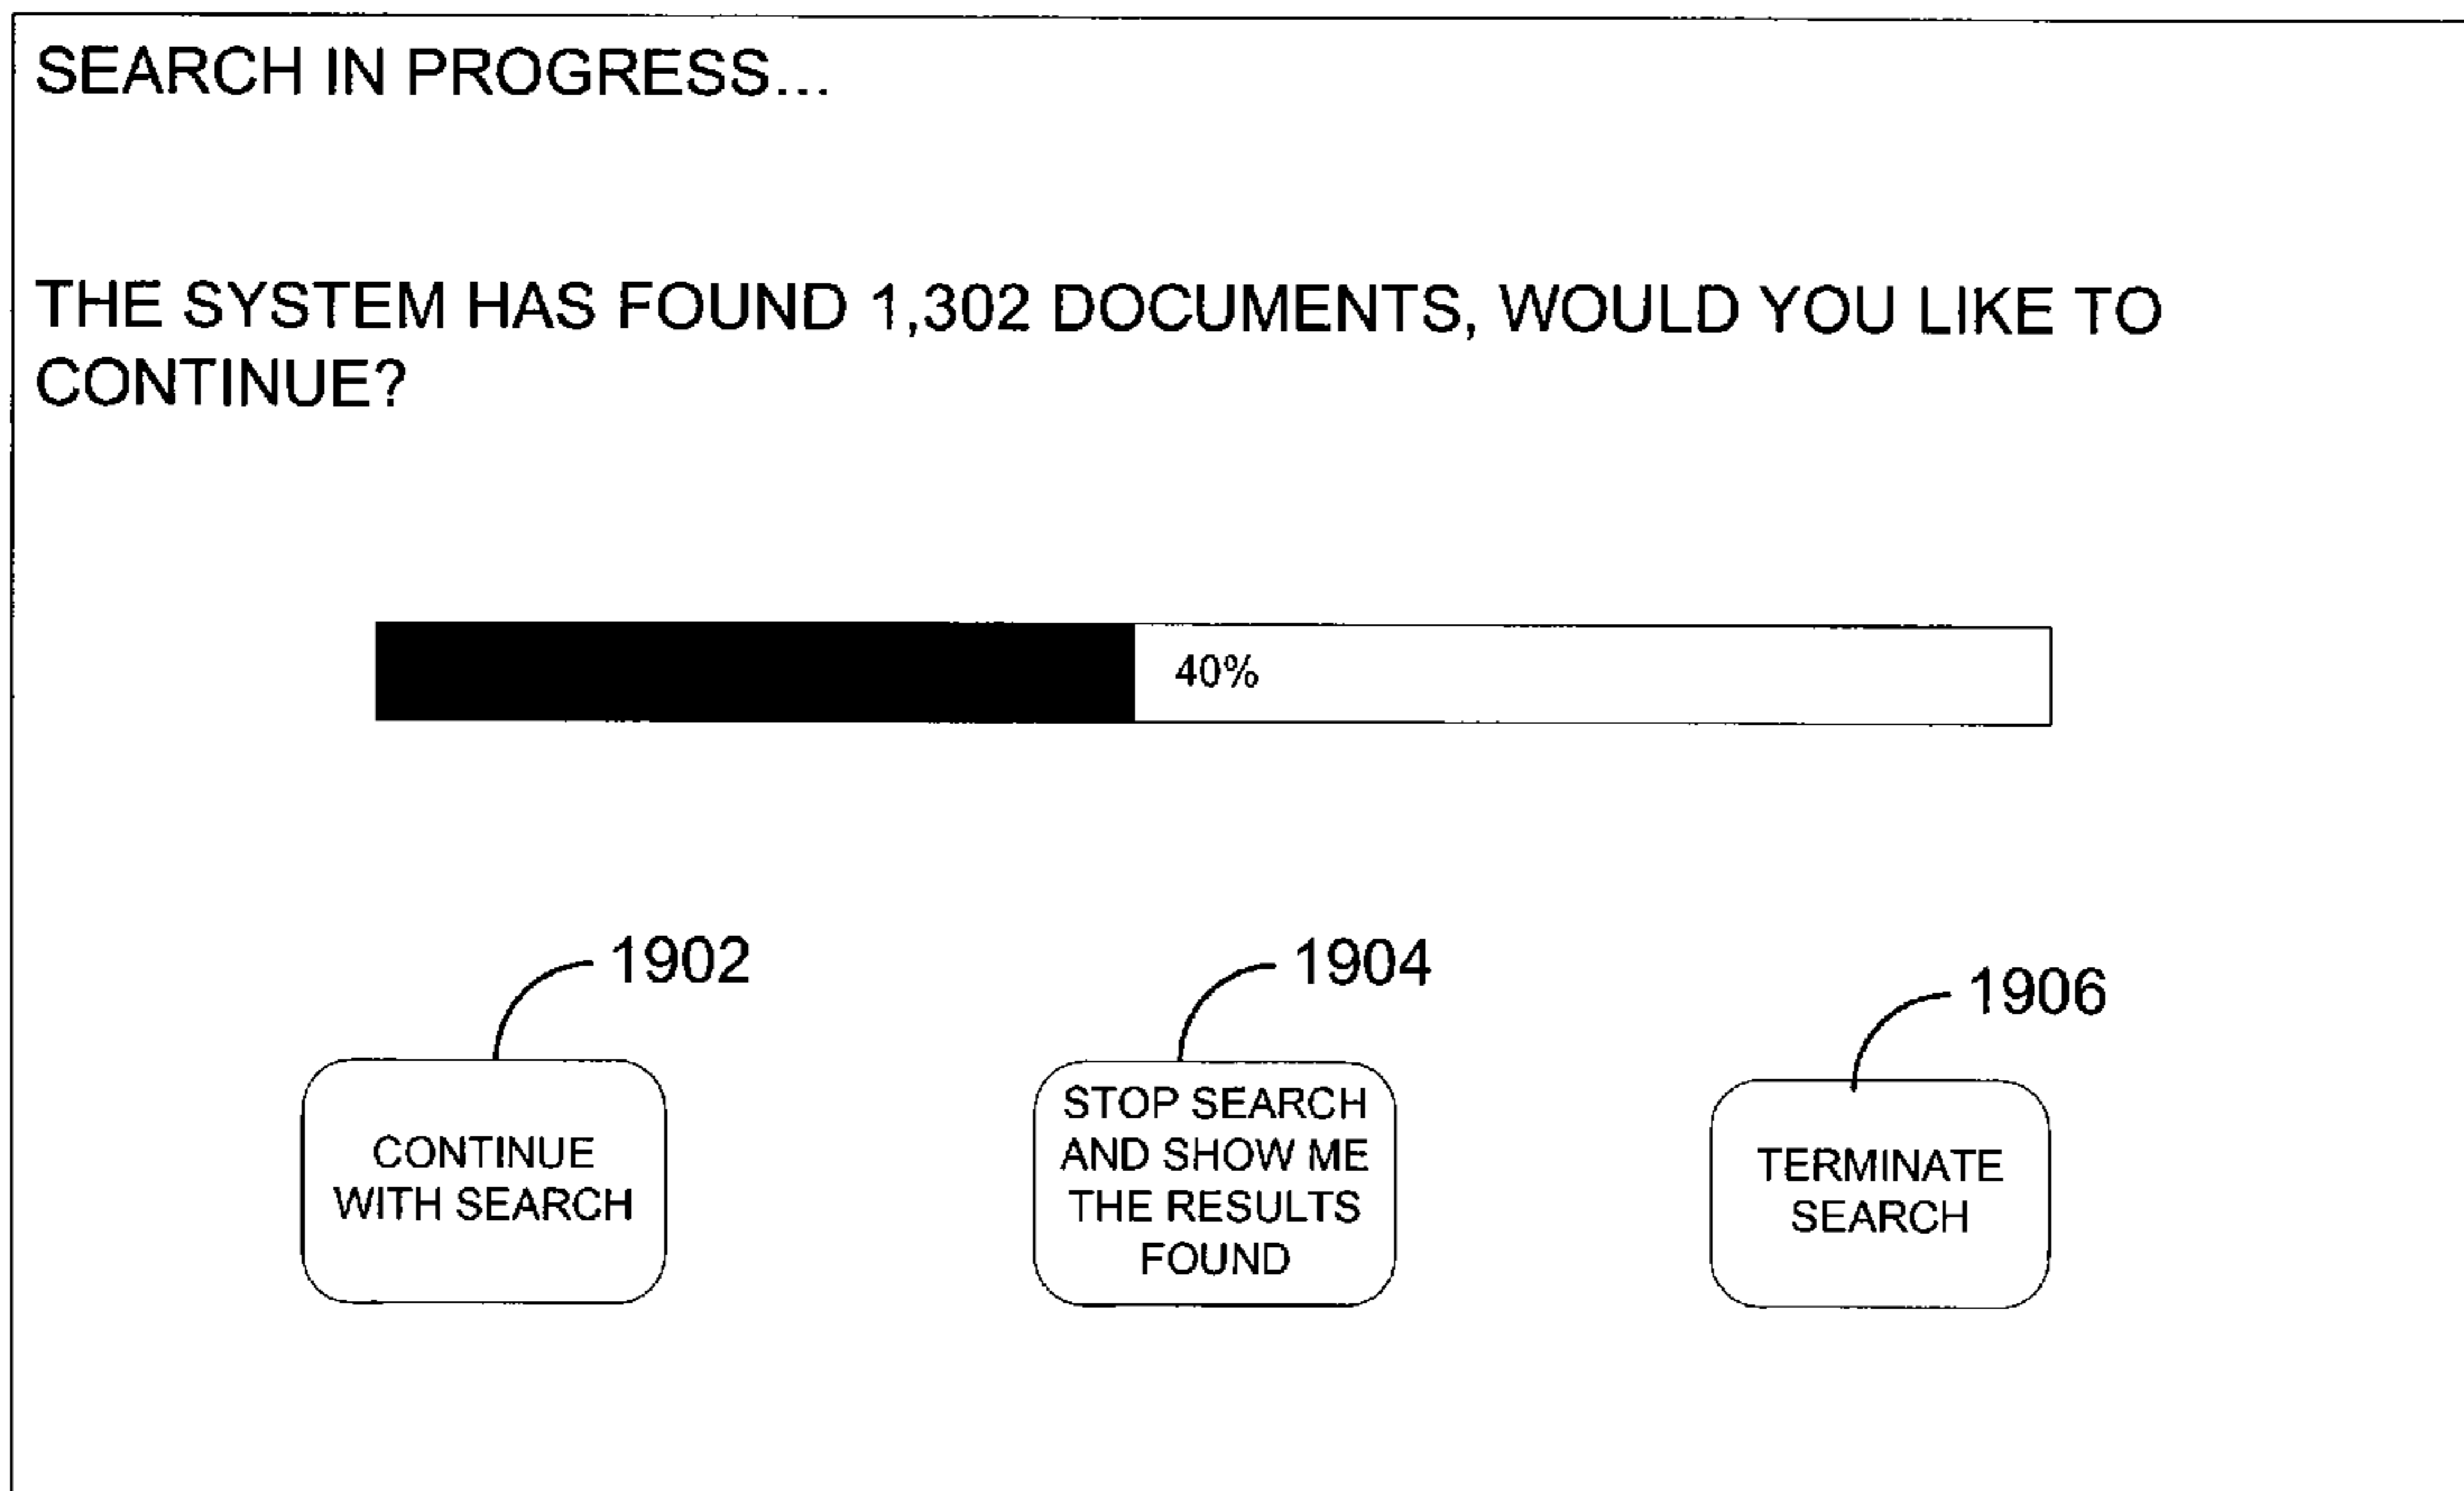 SEARCH IN PROGRESS...
THE SYSTEM HAS FOUND 1,302 DOCUMENTS, WOULD YOU LIKE TO
CONTINUE?
40%
1902
1904
1906
CONTINUE
WITH SEARCH
STOP SEARCH
AND SHOW ME
THE RESULTS
FOUND
TERMINATE
SEARCH